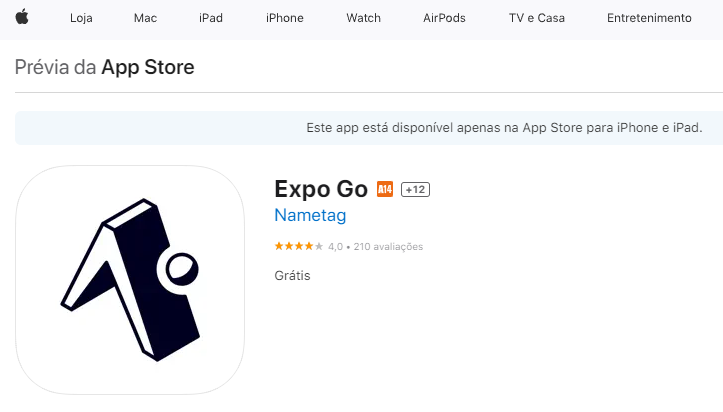 Loja Mac iPad iPhone Watch AirPods TV e Casa Entretenimento
Prévia da App Store
Este app está disponível apenas na App Store para iPhone e iPad.
Expo Go A14 +12
Nametag
4,0 • 210 avaliações
Grátis